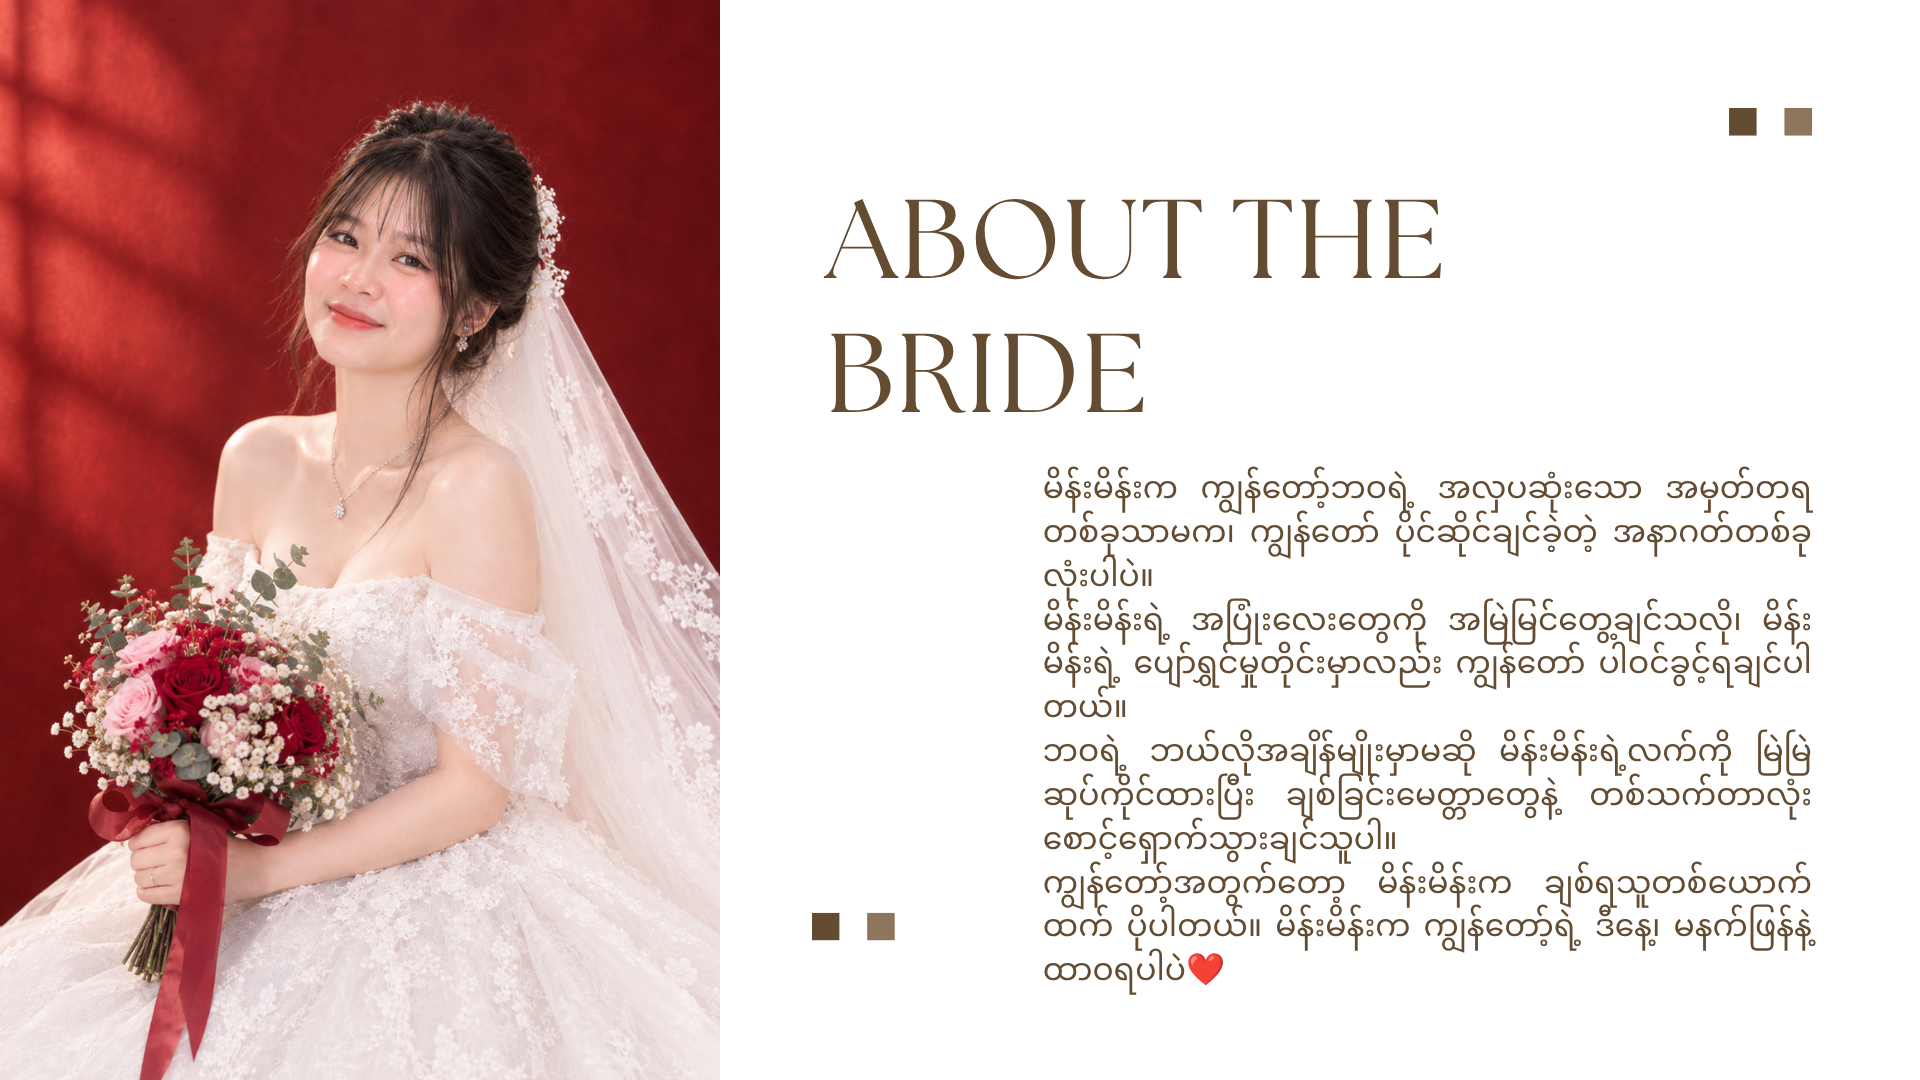 ABOUT THE
BRIDE
မိန်းမိန်းက ကျွန်တော့်ဘဝရဲ့ အလှပဆုံးသော အမှတ်တရ
တစ်ခုသာမက၊ ကျွန်တော် ပိုင်ဆိုင်ချင်ခဲ့တဲ့ အနာဂတ်တစ်ခု
လုံးပါပဲ။
မိန်းမိန်းရဲ့ အပြုံးလေးတွေကို အမြဲမြင်တွေ့ချင်သလို၊ မိန်း
မိန်းရဲ့ ပျော်ရွှင်မှုတိုင်းမှာလည်း ကျွန်တော် ပါဝင်ခွင့်ရချင်ပါ
တယ်။
ဘဝရဲ့ ဘယ်လိုအချိန်မျိုးမှာမဆို မိန်းမိန်းရဲ့လက်ကို မြဲမြဲ
ဆုပ်ကိုင်ထားပြီး ချစ်ခြင်းမေတ္တာတွေနဲ့ တစ်သက်တာလုံး
စောင့်ရှောက်သွားချင်သူပါ။
ကျွန်တော့်အတွက်တော့ မိန်းမိန်းက ချစ်ရသူတစ်ယောက်
ထက် ပိုပါတယ်။ မိန်းမိန်းက ကျွန်တော့်ရဲ့ ဒီနေ့၊ မနက်ဖြန်နဲ့
ထာဝရပါပဲ❤️